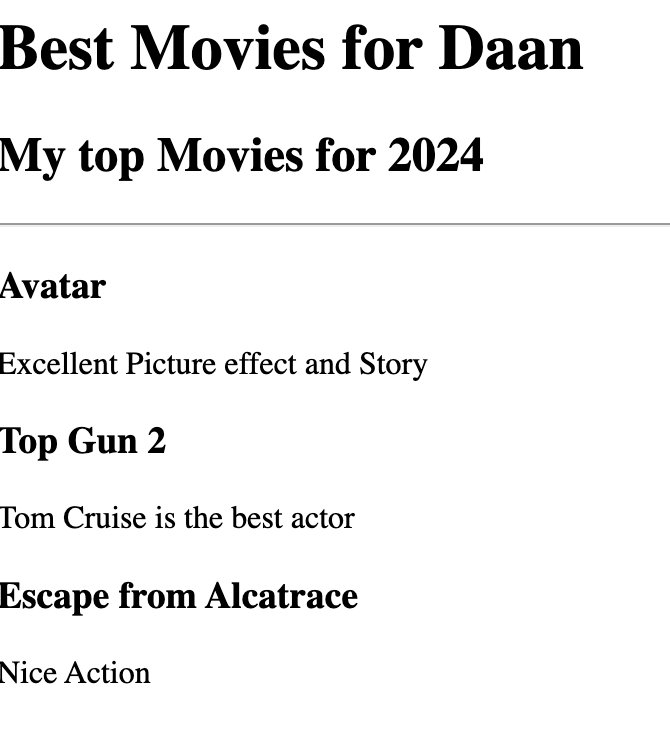 Best Movies for Daan
My top Movies for 2024
Avatar
Excellent Picture effect and Story
Top Gun 2
Tom Cruise is the best actor
Escape from Alcatrace
Nice Action